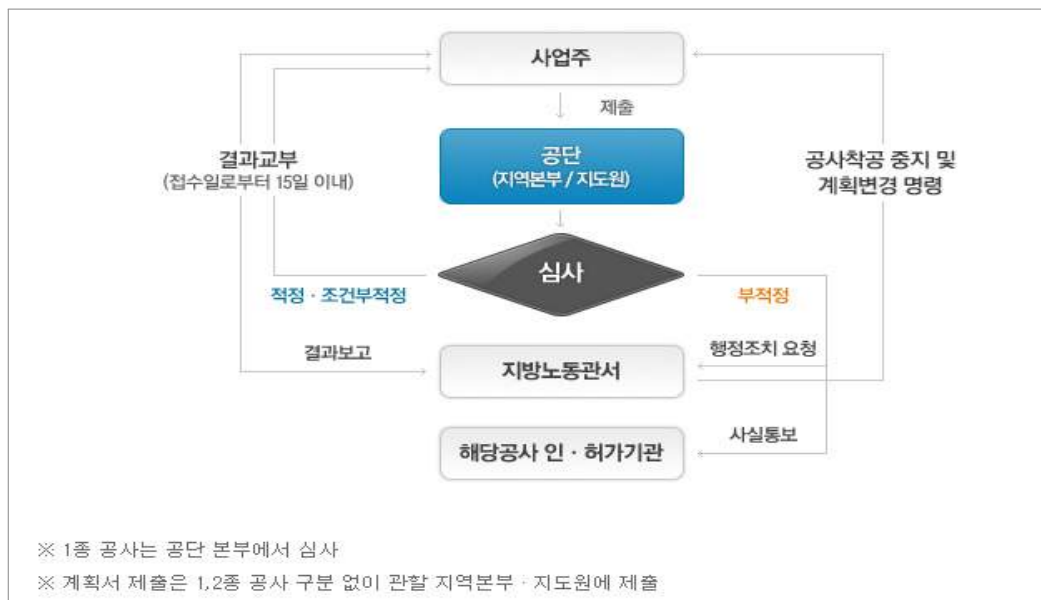 사업주
제출
공단
(지역본부 / 지도원)
결과교부
(접수일로부터 15일 이내)
공사착공 중지 및
계획변경 명령
심사
적정 · 조건부적정
부적정
결과보고
행정조치 요청
지방노동관서
사실통보
해당공사 인 · 허가기관
※ 1종 공사는 공단 본부에서 심사
※ 계획서 제출은 1,2종 공사 구분 없이 관할 지역본부 · 지도원에 제출